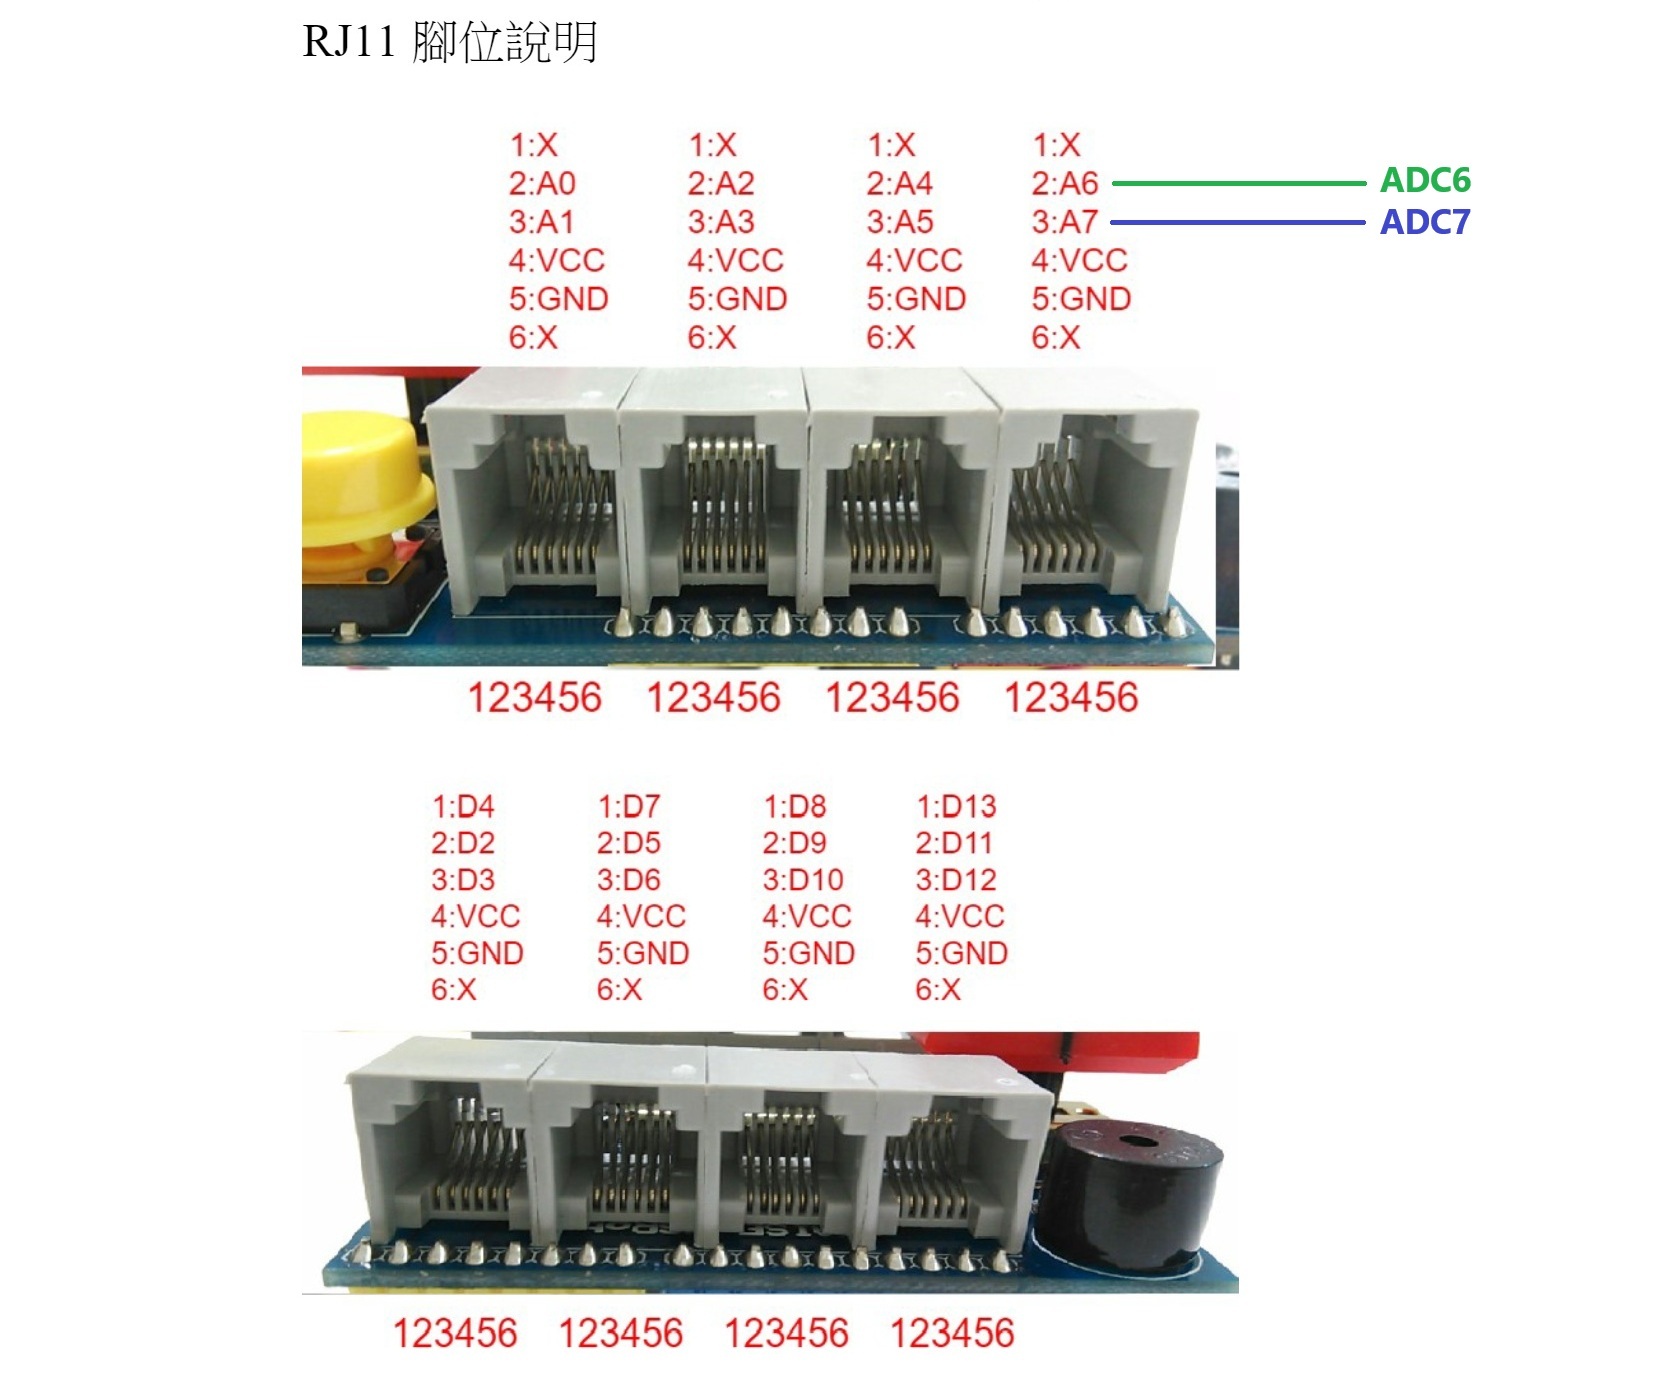 RJ11 腳位說明
1:X 1:X 1:X 1:X
2:A0 2:A2 2:A4 2:A6 ADC6
3:A1 3:A3 3:A5 3:A7 ADC7
4:VCC 4:VCC 4:VCC 4:VCC
5:GND 5:GND 5:GND 5:GND
6:X 6:X 6:X 6:X
123456 123456 123456 123456
1:D4 1:D7 1:D8 1:D13
2:D2 2:D5 2:D9 2:D11
3:D3 3:D6 3:D10 3:D12
4:VCC 4:VCC 4:VCC 4:VCC
5:GND 5:GND 5:GND 5:GND
6:X 6:X 6:X 6:X
123456 123456 123456 123456